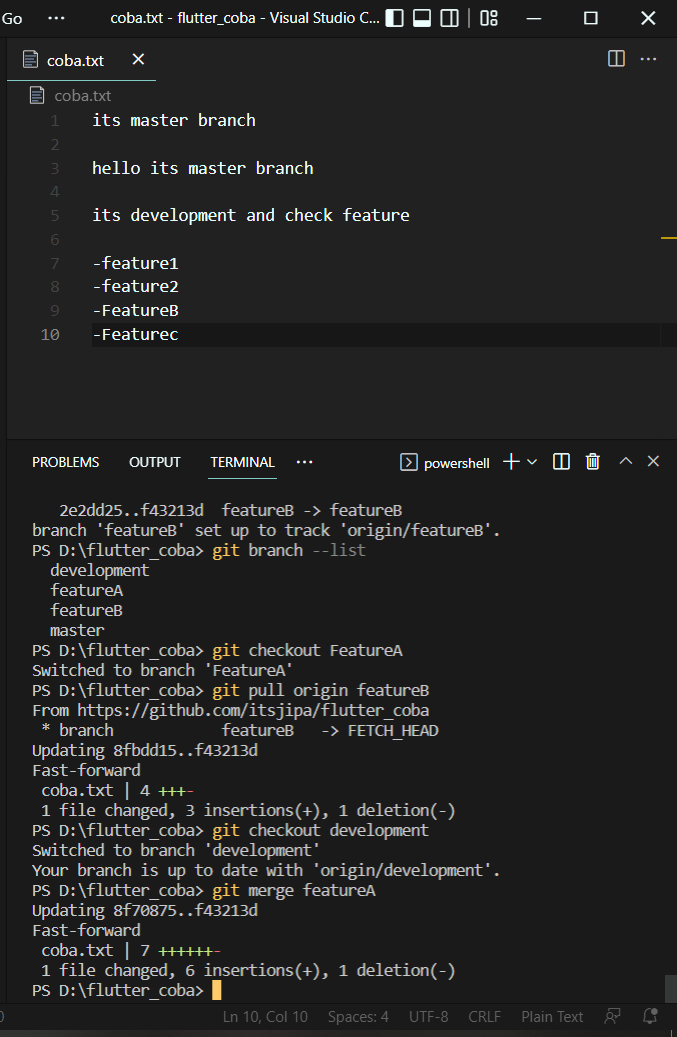 Go ··· coba.txt - flutter_coba - Visual Studio C...
coba.txt
coba.txt
1 its master branch
2
3 hello its master branch
4
5 its development and check feature
6
7 -feature1
8 -feature2
9 -FeatureB
10 -Featurec
PROBLEMS OUTPUT TERMINAL ··· powershell
2e2dd25..f43213d  featureB -> featureB
branch 'featureB' set up to track 'origin/featureB'.
PS D:\flutter_coba> git branch --list
development
featureA
featureB
master
PS D:\flutter_coba> git checkout FeatureA
Switched to branch 'FeatureA'
PS D:\flutter_coba> git pull origin featureB
From https://github.com/itsjipa/flutter_coba
* branch            featureB   -> FETCH_HEAD
Updating 8fbdd15..f43213d
Fast-forward
coba.txt | 4 +++-
1 file changed, 3 insertions(+), 1 deletion(-)
PS D:\flutter_coba> git checkout development
Switched to branch 'development'
Your branch is up to date with 'origin/development'.
PS D:\flutter_coba> git merge featureA
Updating 8f70875..f43213d
Fast-forward
coba.txt | 7 ++++++-
1 file changed, 6 insertions(+), 1 deletion(-)
PS D:\flutter_coba>
0 Ln 10, Col 10 Spaces: 4 UTF-8 CRLF Plain Text